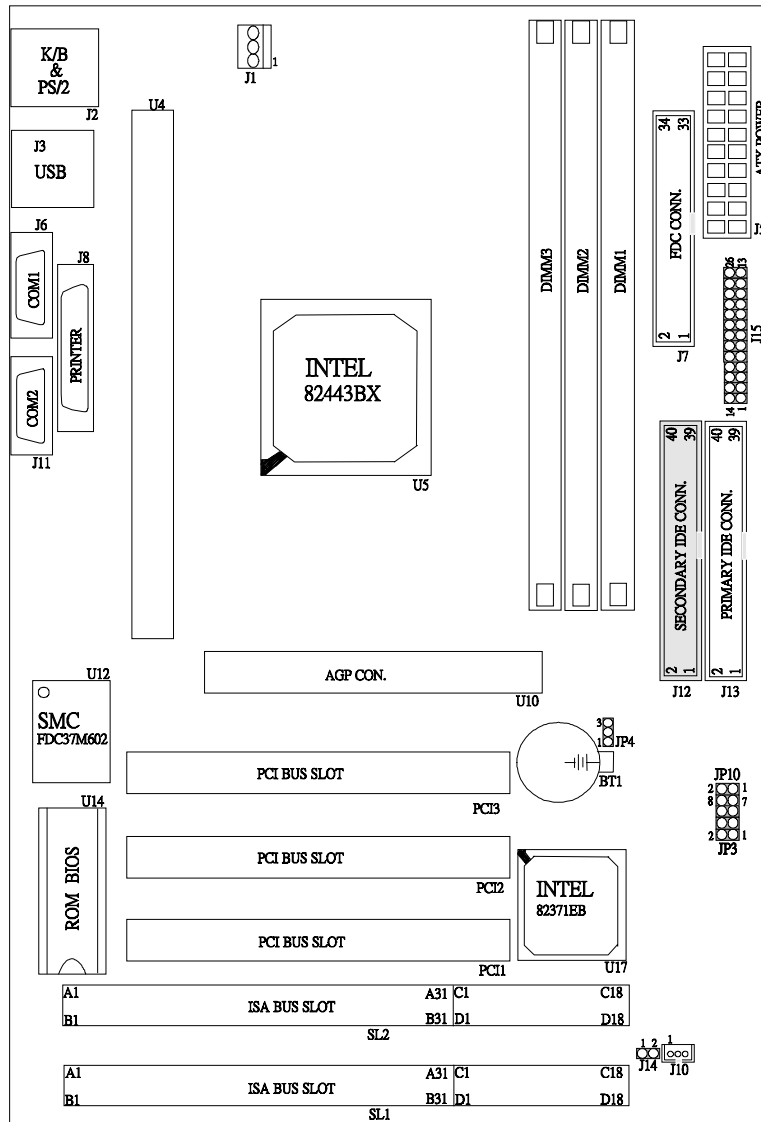 K/B
&
PS/2
J2
J1
1
U4
J3
USB
J6
COM1
J8
PRINTER
COM2
J11
INTEL
82443BX
U5
DIMM3
DIMM2
DIMM1
34
33
FDC CONN.
2
1
J7
ATX POWER
26
13
J15
14
1
40
39
SECONDARY IDE CONN.
2
1
J12
40
39
PRIMARY IDE CONN.
2
1
J13
AGP CON.
U10
U12
SMC
FDC37M602
3
1
JP4
BT1
PCI BUS SLOT
PCI3
JP10
2
1
8
7
2
1
JP3
U14
ROM BIOS
PCI BUS SLOT
PCI2
INTEL
82371EB
U17
PCI BUS SLOT
PCI1
A1
A31
C1
C18
ISA BUS SLOT
B1
B31
D1
D18
SL2
1 2
J14
1
J10
A1
A31
C1
C18
ISA BUS SLOT
B1
B31
D1
D18
SL1